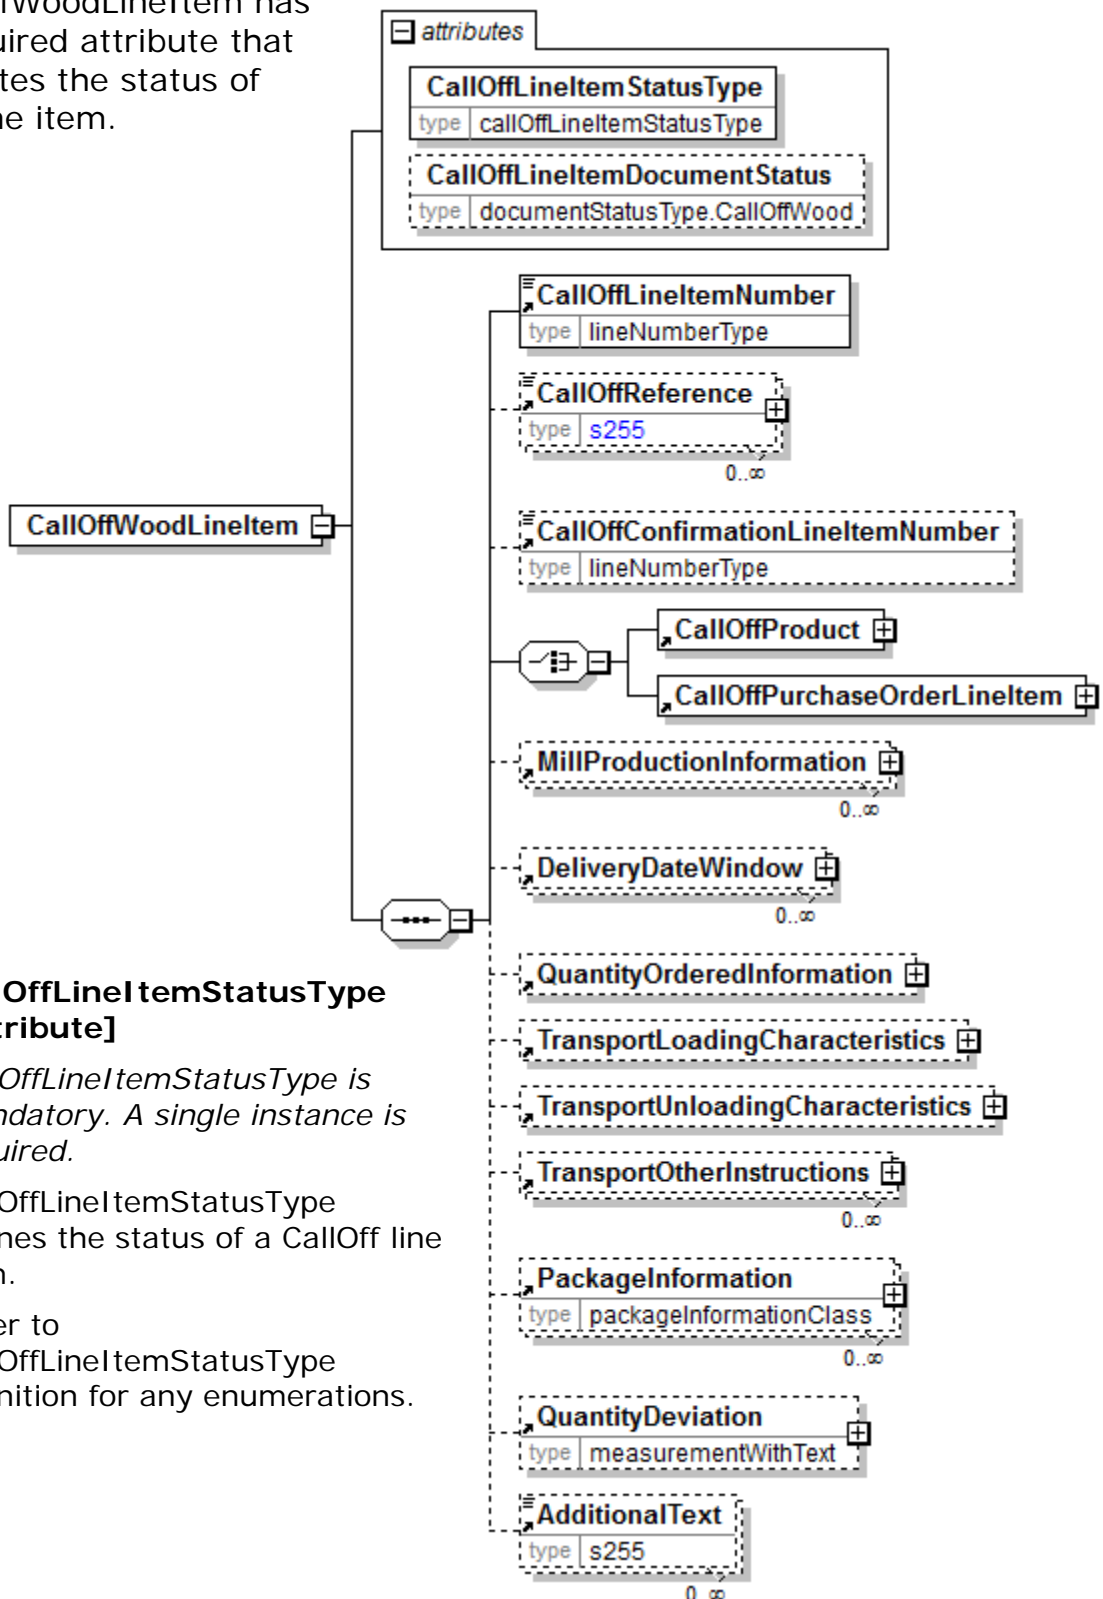 fWoodLineItem has
uired attribute that
tes the status of
ne item.
attributes
CallOffLineItemStatusType
type callOffLineItemStatusType
CallOffLineItemDocumentStatus
type documentStatusType.CallOffWood
CallOffLineItemNumber
type lineNumberType
CallOffReference
type s255
0..∞
CallOffWoodLineItem
CallOffConfirmationLineItemNumber
type lineNumberType
CallOffProduct
CallOffPurchaseOrderLineItem
MillProductionInformation
0..∞
DeliveryDateWindow
0..∞
QuantityOrderedInformation
TransportLoadingCharacteristics
TransportUnloadingCharacteristics
TransportOtherInstructions
0..∞
PackageInformation
type packageInformationClass
0..∞
QuantityDeviation
type measurementWithText
AdditionalText
type s255
0..∞
OffLineItemStatusType
tribute]
OffLineItemStatusType is
ndatory. A single instance is
uired.
OffLineItemStatusType
nes the status of a CallOff line
n.
er to
OffLineItemStatusType
nition for any enumerations.